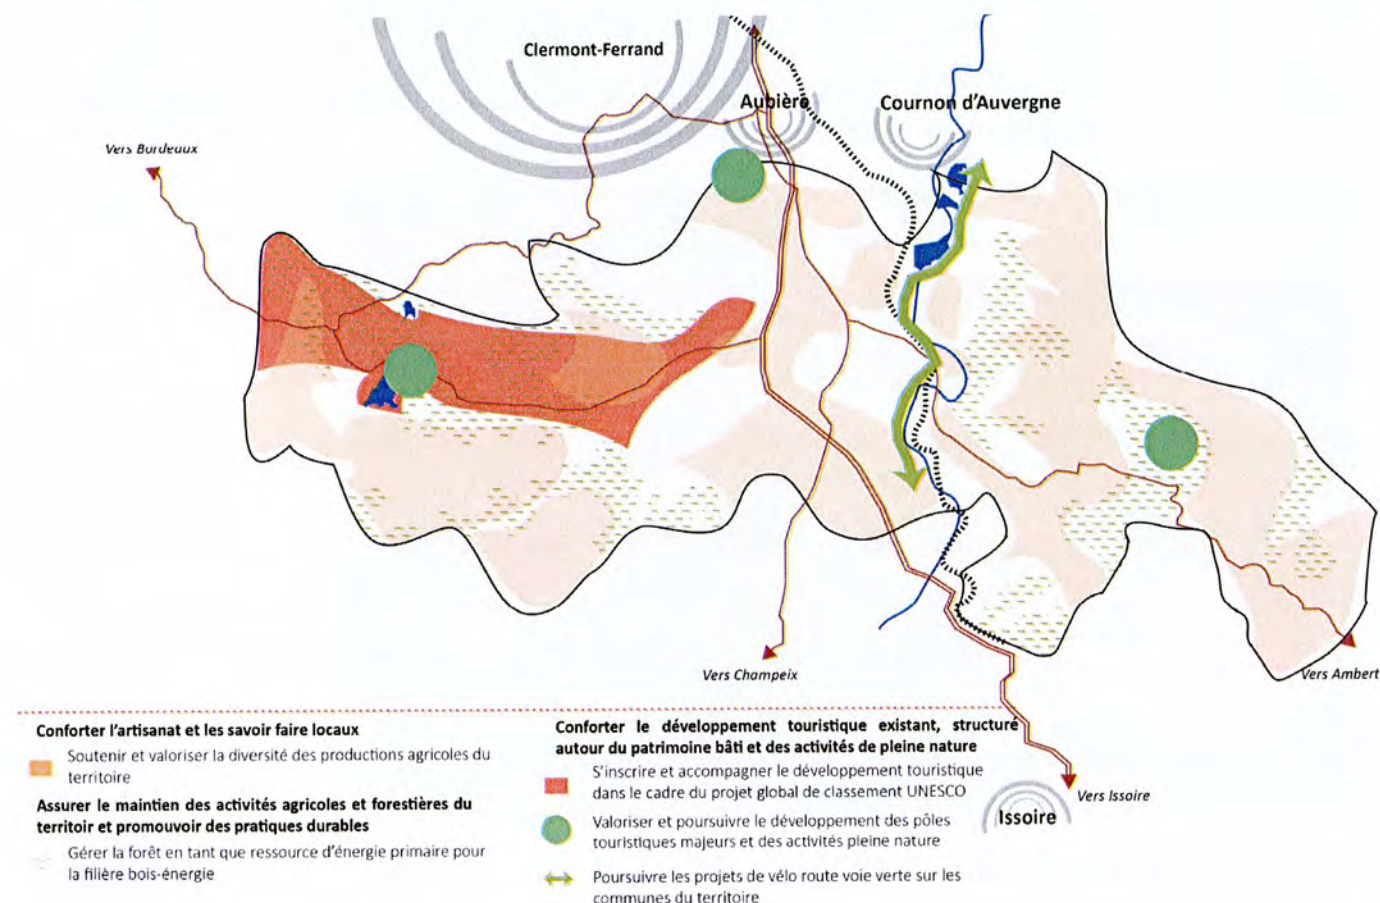 Clermont-Ferrand
Aubière
Cournon d'Auvergne
Vers Bordeaux
Vers Champeix
Vers Ambert
Vers Issoire
Issoire
Conforter l'artisanat et les savoir faire locaux
Soutenir et valoriser la diversité des productions agricoles du
territoire
Assurer le maintien des activités agricoles et forestières du
territoir et promouvoir des pratiques durables
Gérer la forêt en tant que ressource d'énergie primaire pour
la filière bois-énergie
Conforter le développement touristique existant, structuré
autour du patrimoine bâti et des activités de pleine nature
S'inscrire et accompagner le développement touristique
dans le cadre du projet global de classement UNESCO
Valoriser et poursuivre le développement des pôles
touristiques majeurs et des activités pleine nature
Poursuivre les projets de vélo route voie verte sur les
communes du territoire